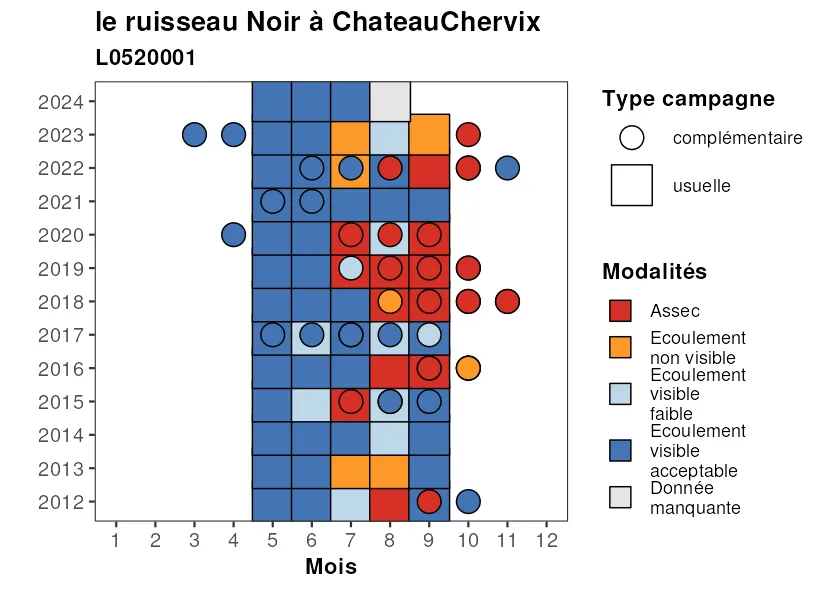 le ruisseau Noir à ChateauChervix
L0520001
2024
2023
2022
2021
2020
2019
2018
2017
2016
2015
2014
2013
2012
1 2 3 4 5 6 7 8 9 10 11 12
Mois
Type campagne
complémentaire
usuelle
Modalités
Assec
Ecoulement
non visible
Ecoulement
visible
faible
Ecoulement
visible
acceptable
Donnée
manquante